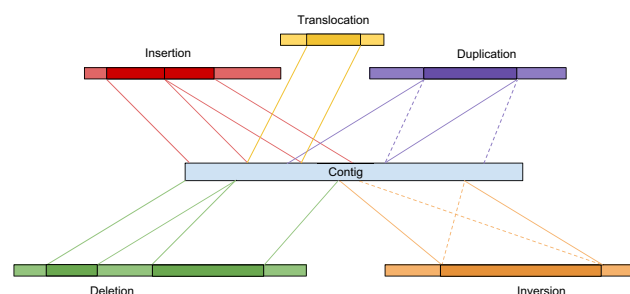 Translocation
Insertion
Duplication
Contig
Deletion
Inversion